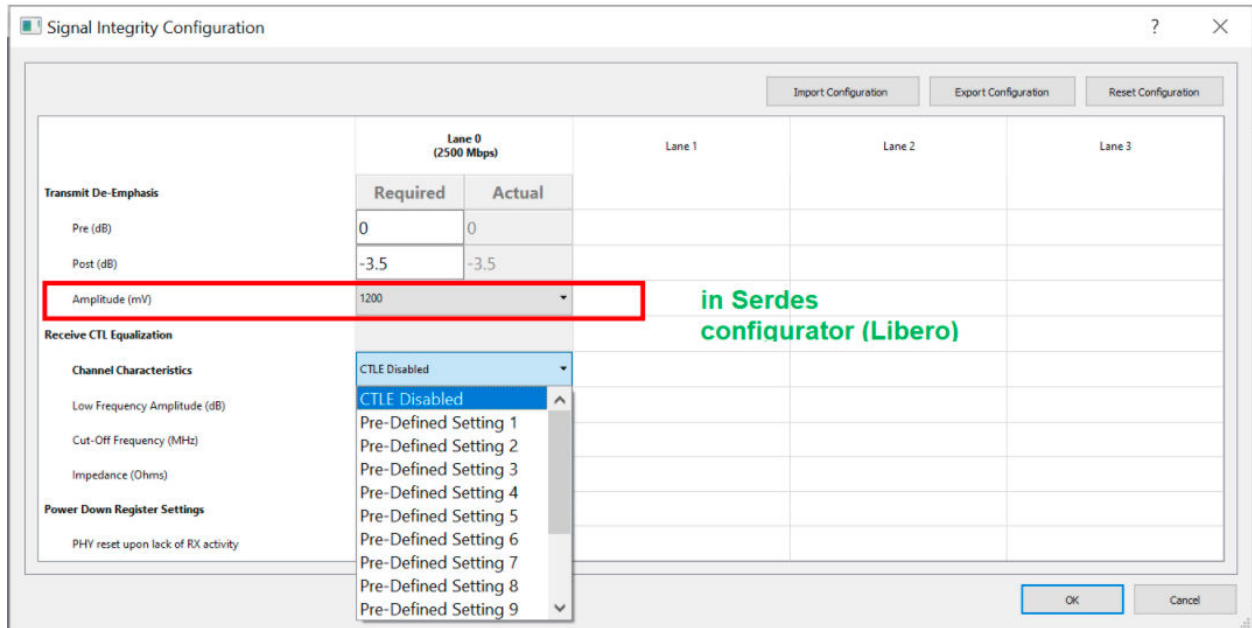 Signal Integrity Configuration
?
Import Configuration Export Configuration Reset Configuration
Lane 0
(2500 Mbps)
Lane 1 Lane 2 Lane 3
Transmit De-Emphasis Required Actual
Pre (dB) 0 0
Post (dB) -3.5 -3.5
Amplitude (mV) 1200
in Serdes
configurator (Libero)
Receive CTL Equalization
Channel Characteristics CTLE Disabled
Low Frequency Amplitude (dB)
Cut-Off Frequency (MHz)
Impedance (Ohms)
Power Down Register Settings
PHY reset upon lack of RX activity
CTLE Disabled
Pre-Defined Setting 1
Pre-Defined Setting 2
Pre-Defined Setting 3
Pre-Defined Setting 4
Pre-Defined Setting 5
Pre-Defined Setting 6
Pre-Defined Setting 7
Pre-Defined Setting 8
Pre-Defined Setting 9
OK Cancel